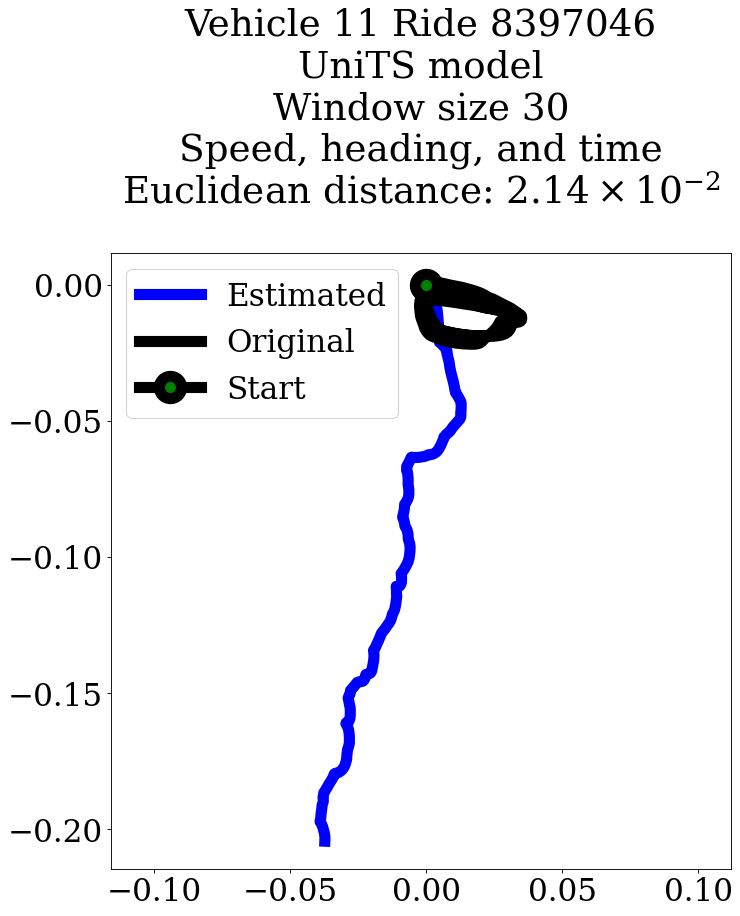 Vehicle 11 Ride 8397046
UniTS model
Window size 30
Speed, heading, and time
Euclidean distance: 2.14 × 10⁻²
Estimated
Original
Start
0.00
−0.05
−0.10
−0.15
−0.20
−0.10 −0.05 0.00 0.05 0.10